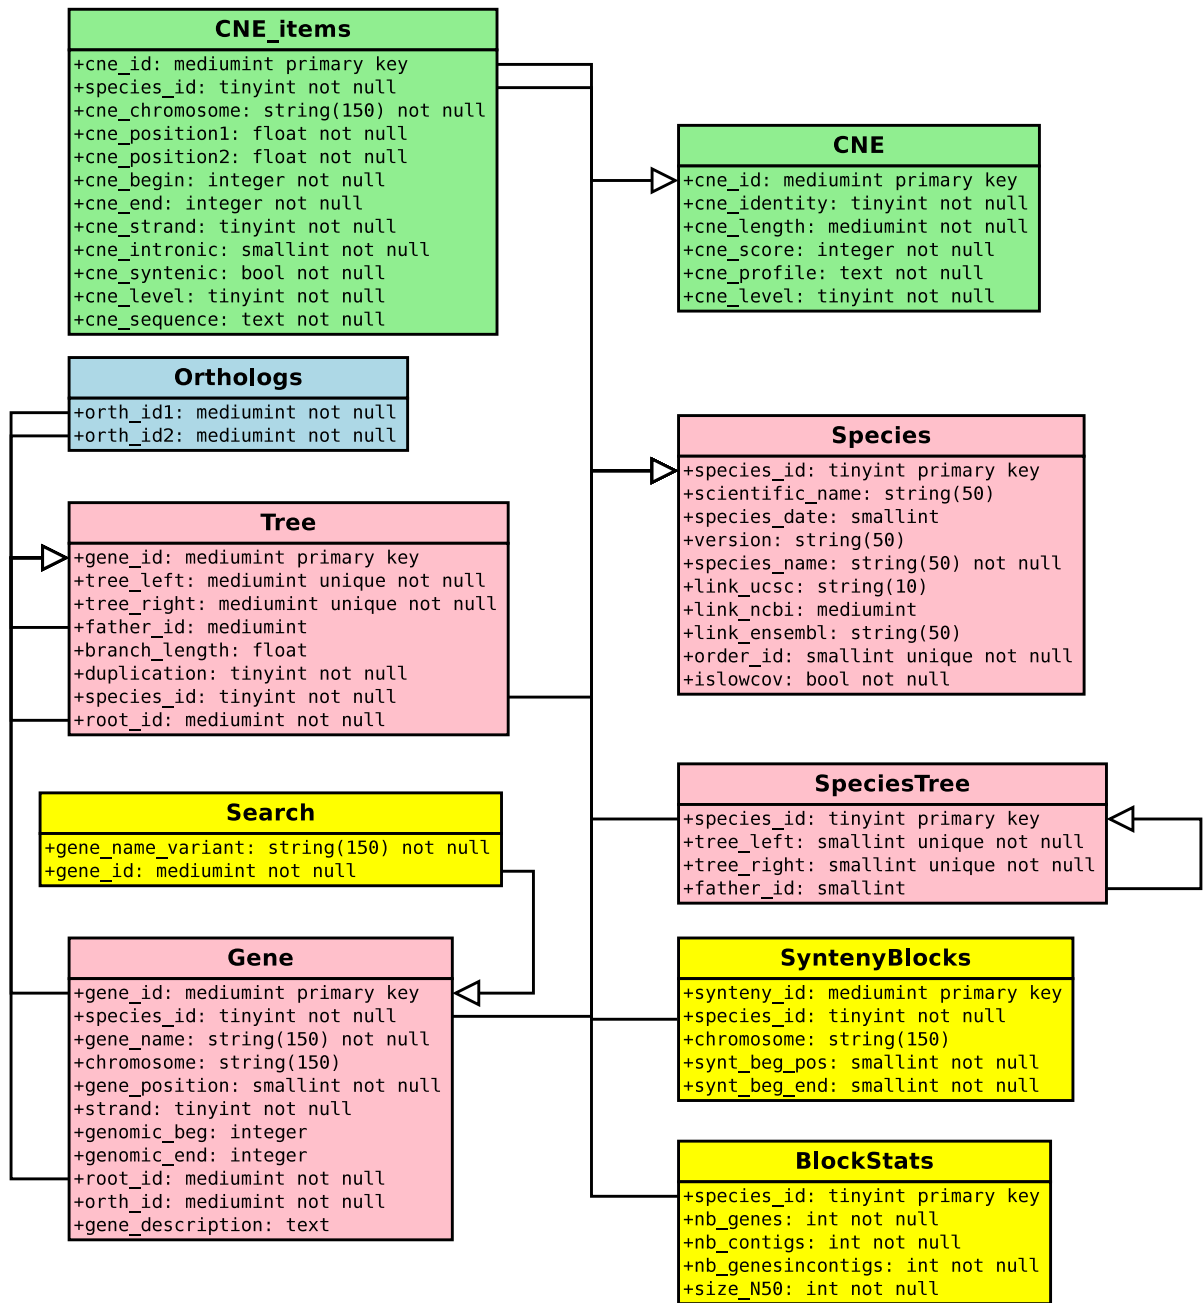 CNE_items
+cne_id: mediumint primary key
+species_id: tinyint not null
+cne_chromosome: string(150) not null
+cne_position1: float not null
+cne_position2: float not null
+cne_begin: integer not null
+cne_end: integer not null
+cne_strand: tinyint not null
+cne_intronic: smallint not null
+cne_syntenic: bool not null
+cne_level: tinyint not null
+cne_sequence: text not null
CNE
+cne_id: mediumint primary key
+cne_identity: tinyint not null
+cne_length: mediumint not null
+cne_score: integer not null
+cne_profile: text not null
+cne_level: tinyint not null
Orthologs
+orth_id1: mediumint not null
+orth_id2: mediumint not null
Species
+species_id: tinyint primary key
+scientific_name: string(50)
+species_date: smallint
+version: string(50)
+species_name: string(50) not null
+link_ucsc: string(10)
+link_ncbi: mediumint
+link_ensembl: string(50)
+order_id: smallint unique not null
+islowcov: bool not null
Tree
+gene_id: mediumint primary key
+tree_left: mediumint unique not null
+tree_right: mediumint unique not null
+father_id: mediumint
+branch_length: float
+duplication: tinyint not null
+species_id: tinyint not null
+root_id: mediumint not null
SpeciesTree
+species_id: tinyint primary key
+tree_left: smallint unique not null
+tree_right: smallint unique not null
+father_id: smallint
Search
+gene_name_variant: string(150) not null
+gene_id: mediumint not null
Gene
+gene_id: mediumint primary key
+species_id: tinyint not null
+gene_name: string(150) not null
+chromosome: string(150)
+gene_position: smallint not null
+strand: tinyint not null
+genomic_beg: integer
+genomic_end: integer
+root_id: mediumint not null
+orth_id: mediumint not null
+gene_description: text
SyntenyBlocks
+synteny_id: mediumint primary key
+species_id: tinyint not null
+chromosome: string(150)
+synt_beg_pos: smallint not null
+synt_beg_end: smallint not null
BlockStats
+species_id: tinyint primary key
+nb_genes: int not null
+nb_contigs: int not null
+nb_genesincontigs: int not null
+size_N50: int not null